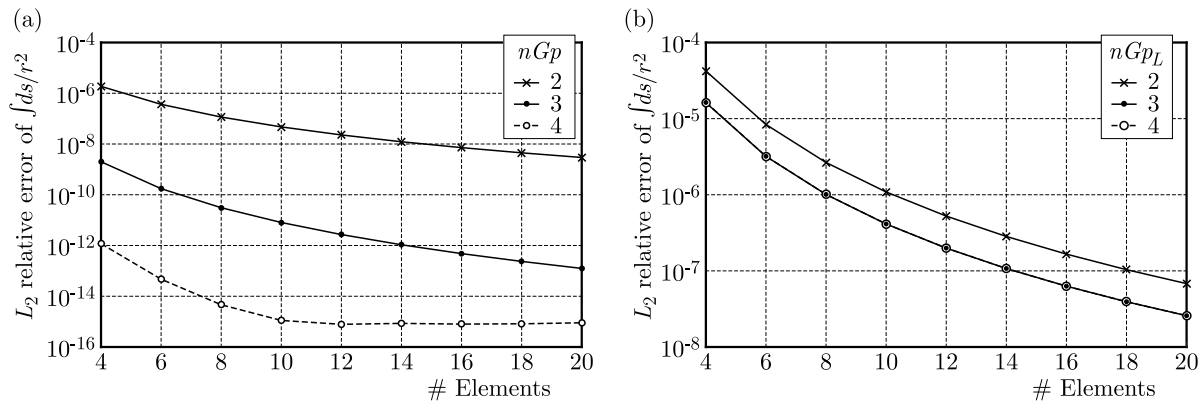 (a)
L₂ relative error of ∫ds/r²
10⁻⁴
10⁻⁶
10⁻⁸
10⁻¹⁰
10⁻¹²
10⁻¹⁴
10⁻¹⁶
nGp
2
3
4
4 6 8 10 12 14 16 18 20
# Elements
(b)
L₂ relative error of ∫ds/r²
10⁻⁴
10⁻⁵
10⁻⁶
10⁻⁷
10⁻⁸
nGp_L
2
3
4
4 6 8 10 12 14 16 18 20
# Elements